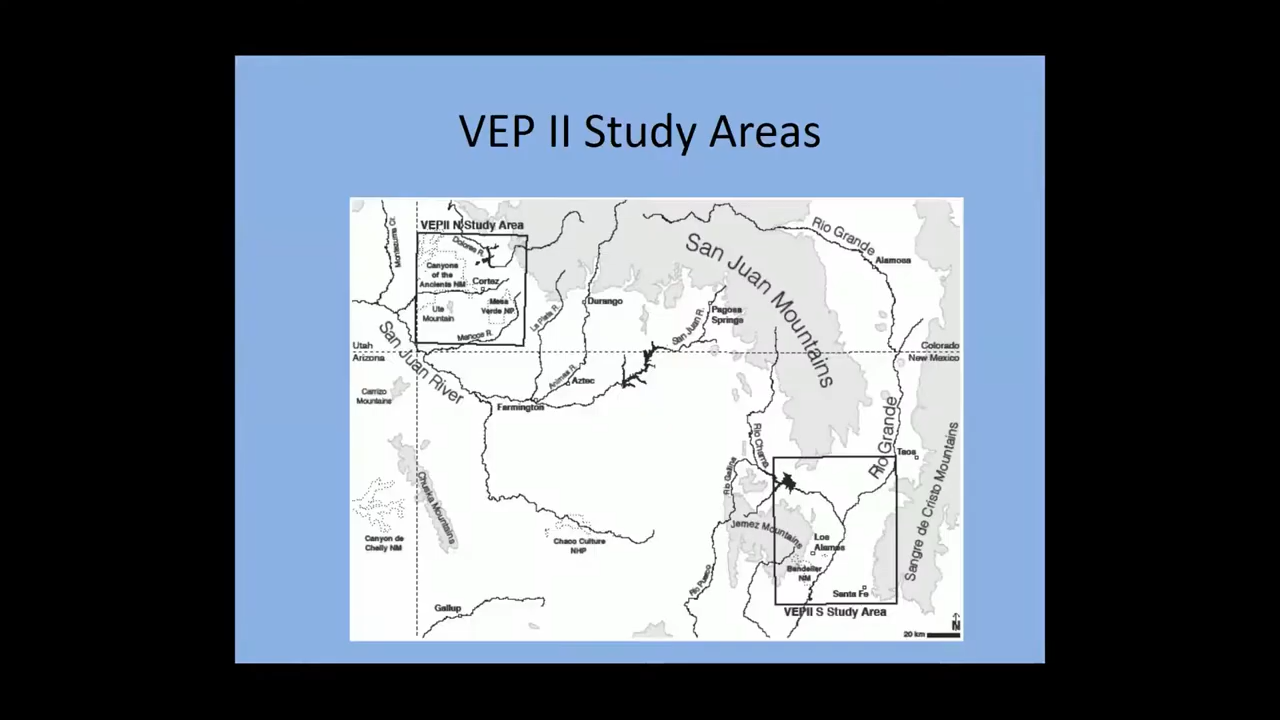 VEP II Study Areas
VEPII N Study Area
Montezuma Cr.
Dolores R.
Canyons
of the
Ancients NM
Cortez
Mesa
Verde NP
Ute
Mountain
Mancos R.
La Plata R.
Durango
San Juan R.
Pagosa
Springs
San Juan Mountains
Rio Grande
Alamosa
Utah
Arizona
Colorado
New Mexico
San Juan River
Carrizo
Mountains
Animas R.
Aztec
Farmington
Rio Chama
Rio Grande
Taos
Sangre de Cristo Mountains
Chuska Mountains
Canyon de
Chelly NM
Chaco Culture
NHP
Rio Gallina
Jemez Mountains
Los
Alamos
Bandelier
NM
Rio Puerco
Santa Fe
VEPII S Study Area
Gallup
N
20 km